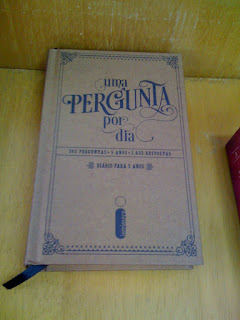 uma
PERGUNTA
por
dia
365 PERGUNTAS • 5 ANOS • 1.825 RESPOSTAS
DIÁRIO PARA 5 ANOS